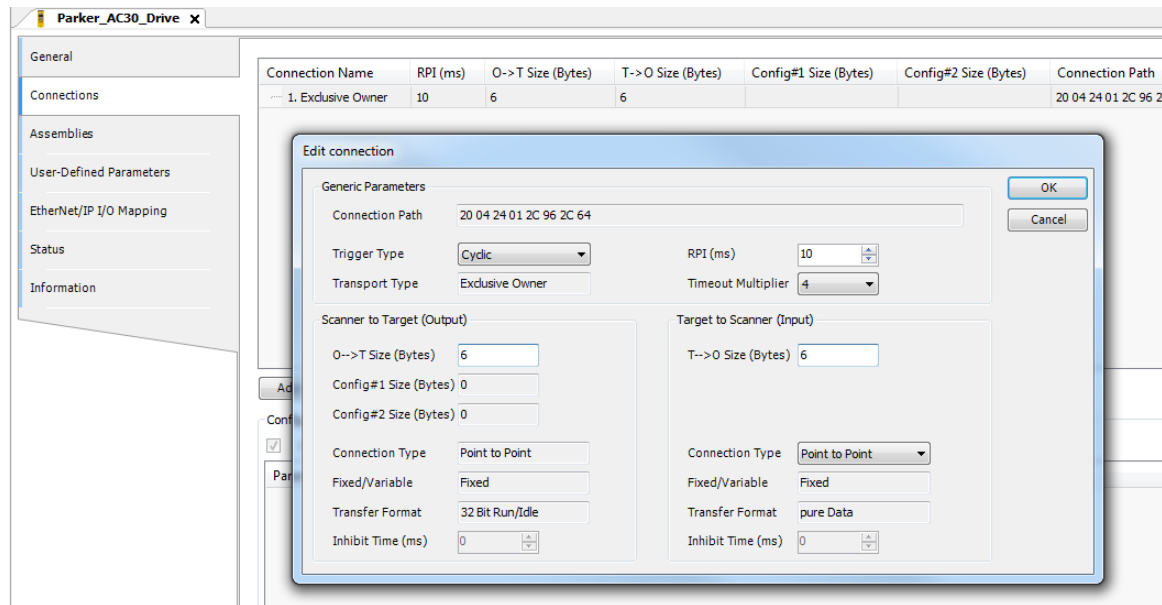 Parker_AC30_Drive X
General
Connections
Assemblies
User-Defined Parameters
EtherNet/IP I/O Mapping
Status
Information
Connection Name RPI (ms) O->T Size (Bytes) T->O Size (Bytes) Config#1 Size (Bytes) Config#2 Size (Bytes) Connection Path
1. Exclusive Owner 10 6 6 20 04 24 01 2C 96 2
Edit connection
Generic Parameters
Connection Path 20 04 24 01 2C 96 2C 64
Trigger Type Cyclic RPI (ms) 10
Transport Type Exclusive Owner Timeout Multiplier 4
OK
Cancel
Scanner to Target (Output)
O-->T Size (Bytes) 6
Config#1 Size (Bytes) 0
Config#2 Size (Bytes) 0
Connection Type Point to Point
Fixed/Variable Fixed
Transfer Format 32 Bit Run/Idle
Inhibit Time (ms) 0
Target to Scanner (Input)
T-->O Size (Bytes) 6
Connection Type Point to Point
Fixed/Variable Fixed
Transfer Format pure Data
Inhibit Time (ms) 0
Ad
Conf
Par